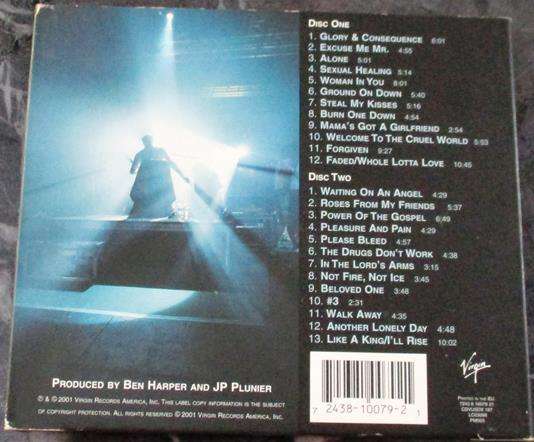 Disc One
1. Glory & Consequence 6:01
2. Excuse Me Mr. 4:55
3. Alone 5:01
4. Sexual Healing 5:14
5. Woman In You 8:01
6. Ground On Down 5:40
7. Steal My Kisses 5:16
8. Burn One Down 4:54
9. Mama's Got A Girlfriend 2:54
10. Welcome To The Cruel World 5:53
11. Forgiven 9:27
12. Faded/Whole Lotta Love 10:45
Disc Two
1. Waiting On An Angel 4:29
2. Roses From My Friends 5:37
3. Power Of The Gospel 6:49
4. Pleasure And Pain 4:29
5. Please Bleed 4:57
6. The Drugs Don't Work 4:38
7. In The Lord's Arms 3:15
8. Not Fire, Not Ice 3:45
9. Beloved One 3:48
10. #3 2:31
11. Walk Away 4:35
12. Another Lonely Day 4:48
13. Like A King/I'll Rise 10:02
Produced by Ben Harper and JP Plunier
℗ & © 2001 Virgin Records America, Inc. This label copy information is the subject
of copyright protection. All rights reserved © 2001 Virgin Records America, Inc.
7 2438-10079-2 1
Virgin
Printed in the EU